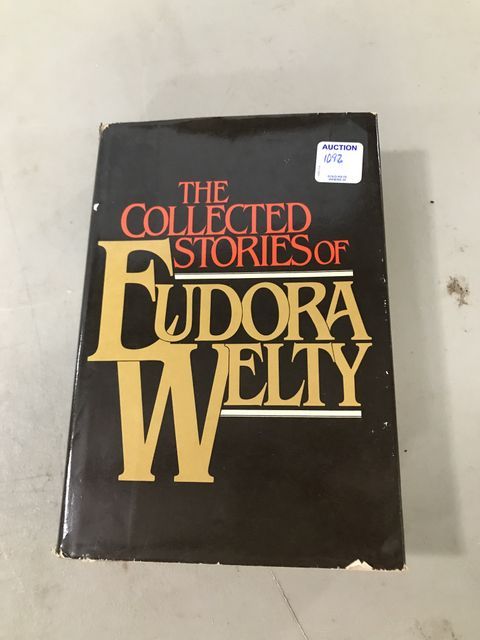 AUCTION
1092
THE
COLLECTED
STORIES OF
EUDORA
WELTY